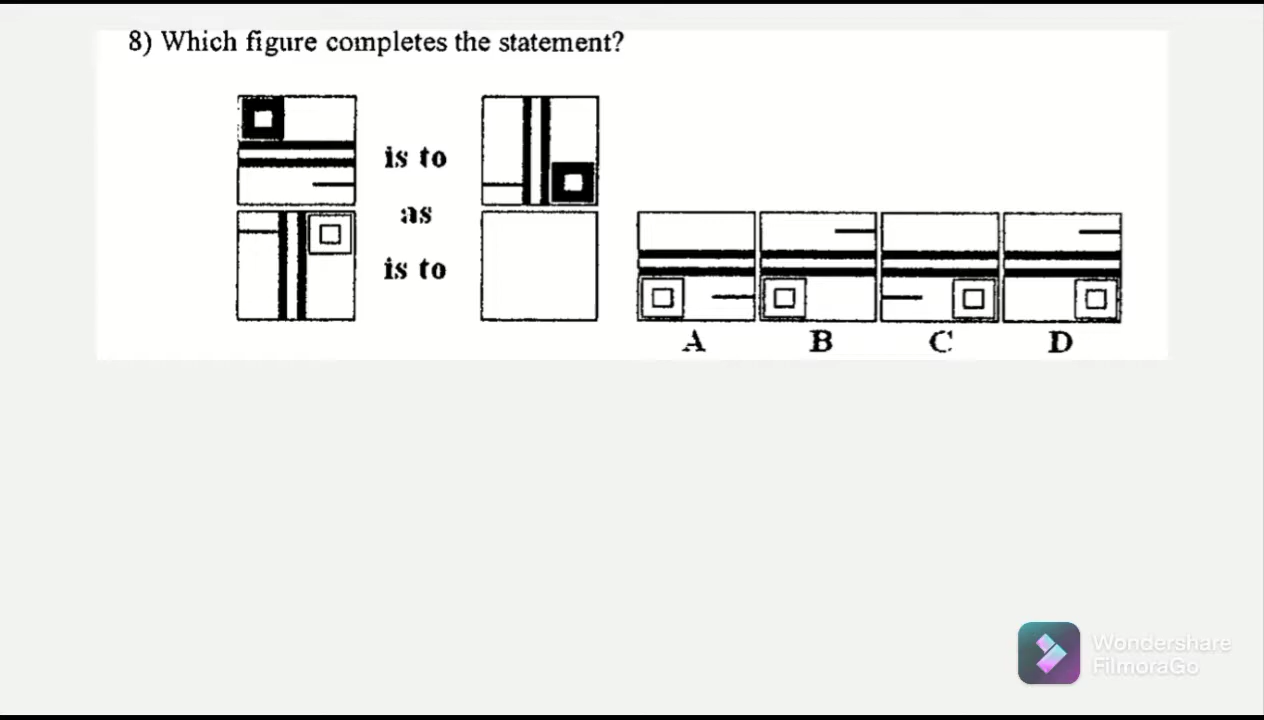 8) Which figure completes the statement?
is to
as
is to
A B C D
Wondershare
FilmoraGo